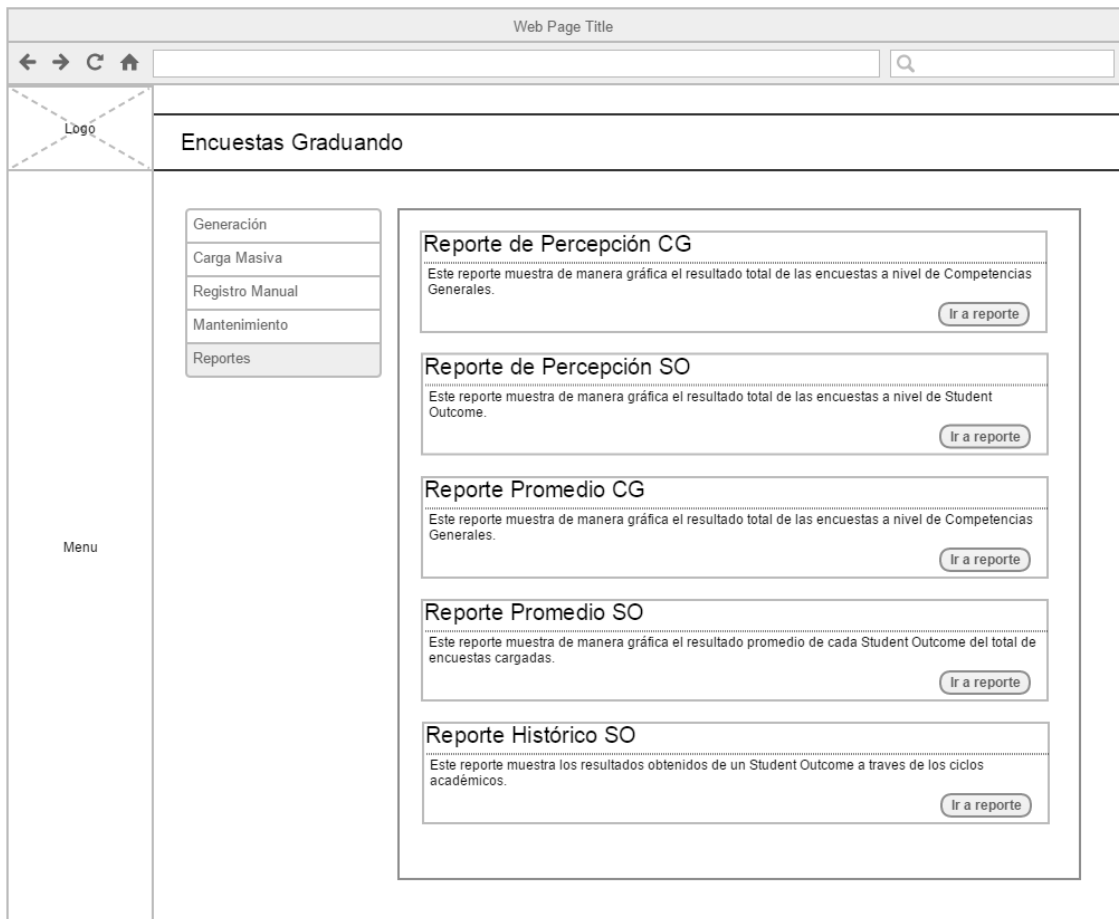 Web Page Title
Logo
Encuestas Graduando
Menu
Generación
Carga Masiva
Registro Manual
Mantenimiento
Reportes
Reporte de Percepción CG
Este reporte muestra de manera gráfica el resultado total de las encuestas a nivel de Competencias
Generales.
Ir a reporte
Reporte de Percepción SO
Este reporte muestra de manera gráfica el resultado total de las encuestas a nivel de Student
Outcome.
Ir a reporte
Reporte Promedio CG
Este reporte muestra de manera gráfica el resultado total de las encuestas a nivel de Competencias
Generales.
Ir a reporte
Reporte Promedio SO
Este reporte muestra de manera gráfica el resultado promedio de cada Student Outcome del total de
encuestas cargadas.
Ir a reporte
Reporte Histórico SO
Este reporte muestra los resultados obtenidos de un Student Outcome a traves de los ciclos
académicos.
Ir a reporte